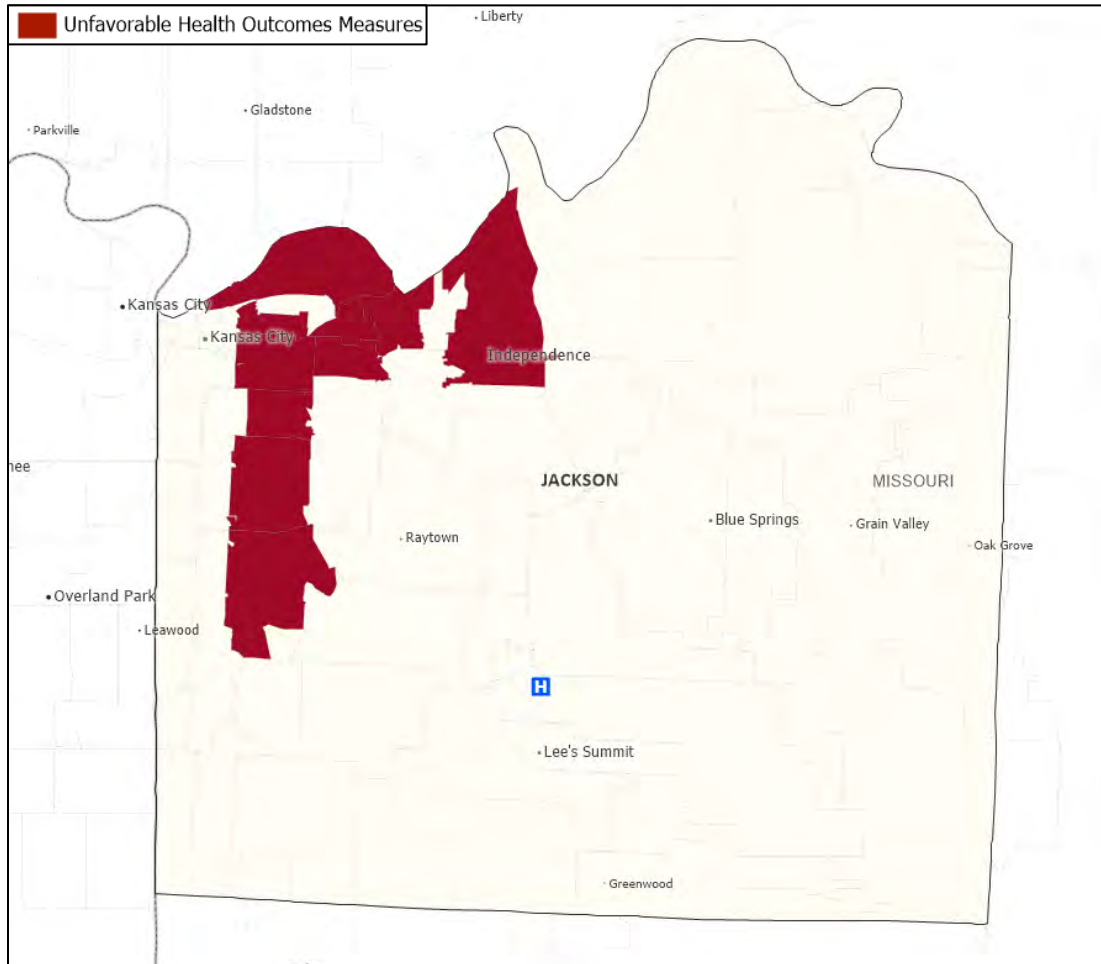 Unfavorable Health Outcomes Measures
Liberty
Gladstone
Parkville
Kansas City
Kansas City
Independence
nee
JACKSON
MISSOURI
Blue Springs
Grain Valley
Raytown
Oak Grove
Overland Park
Leawood
H
Lee's Summit
Greenwood